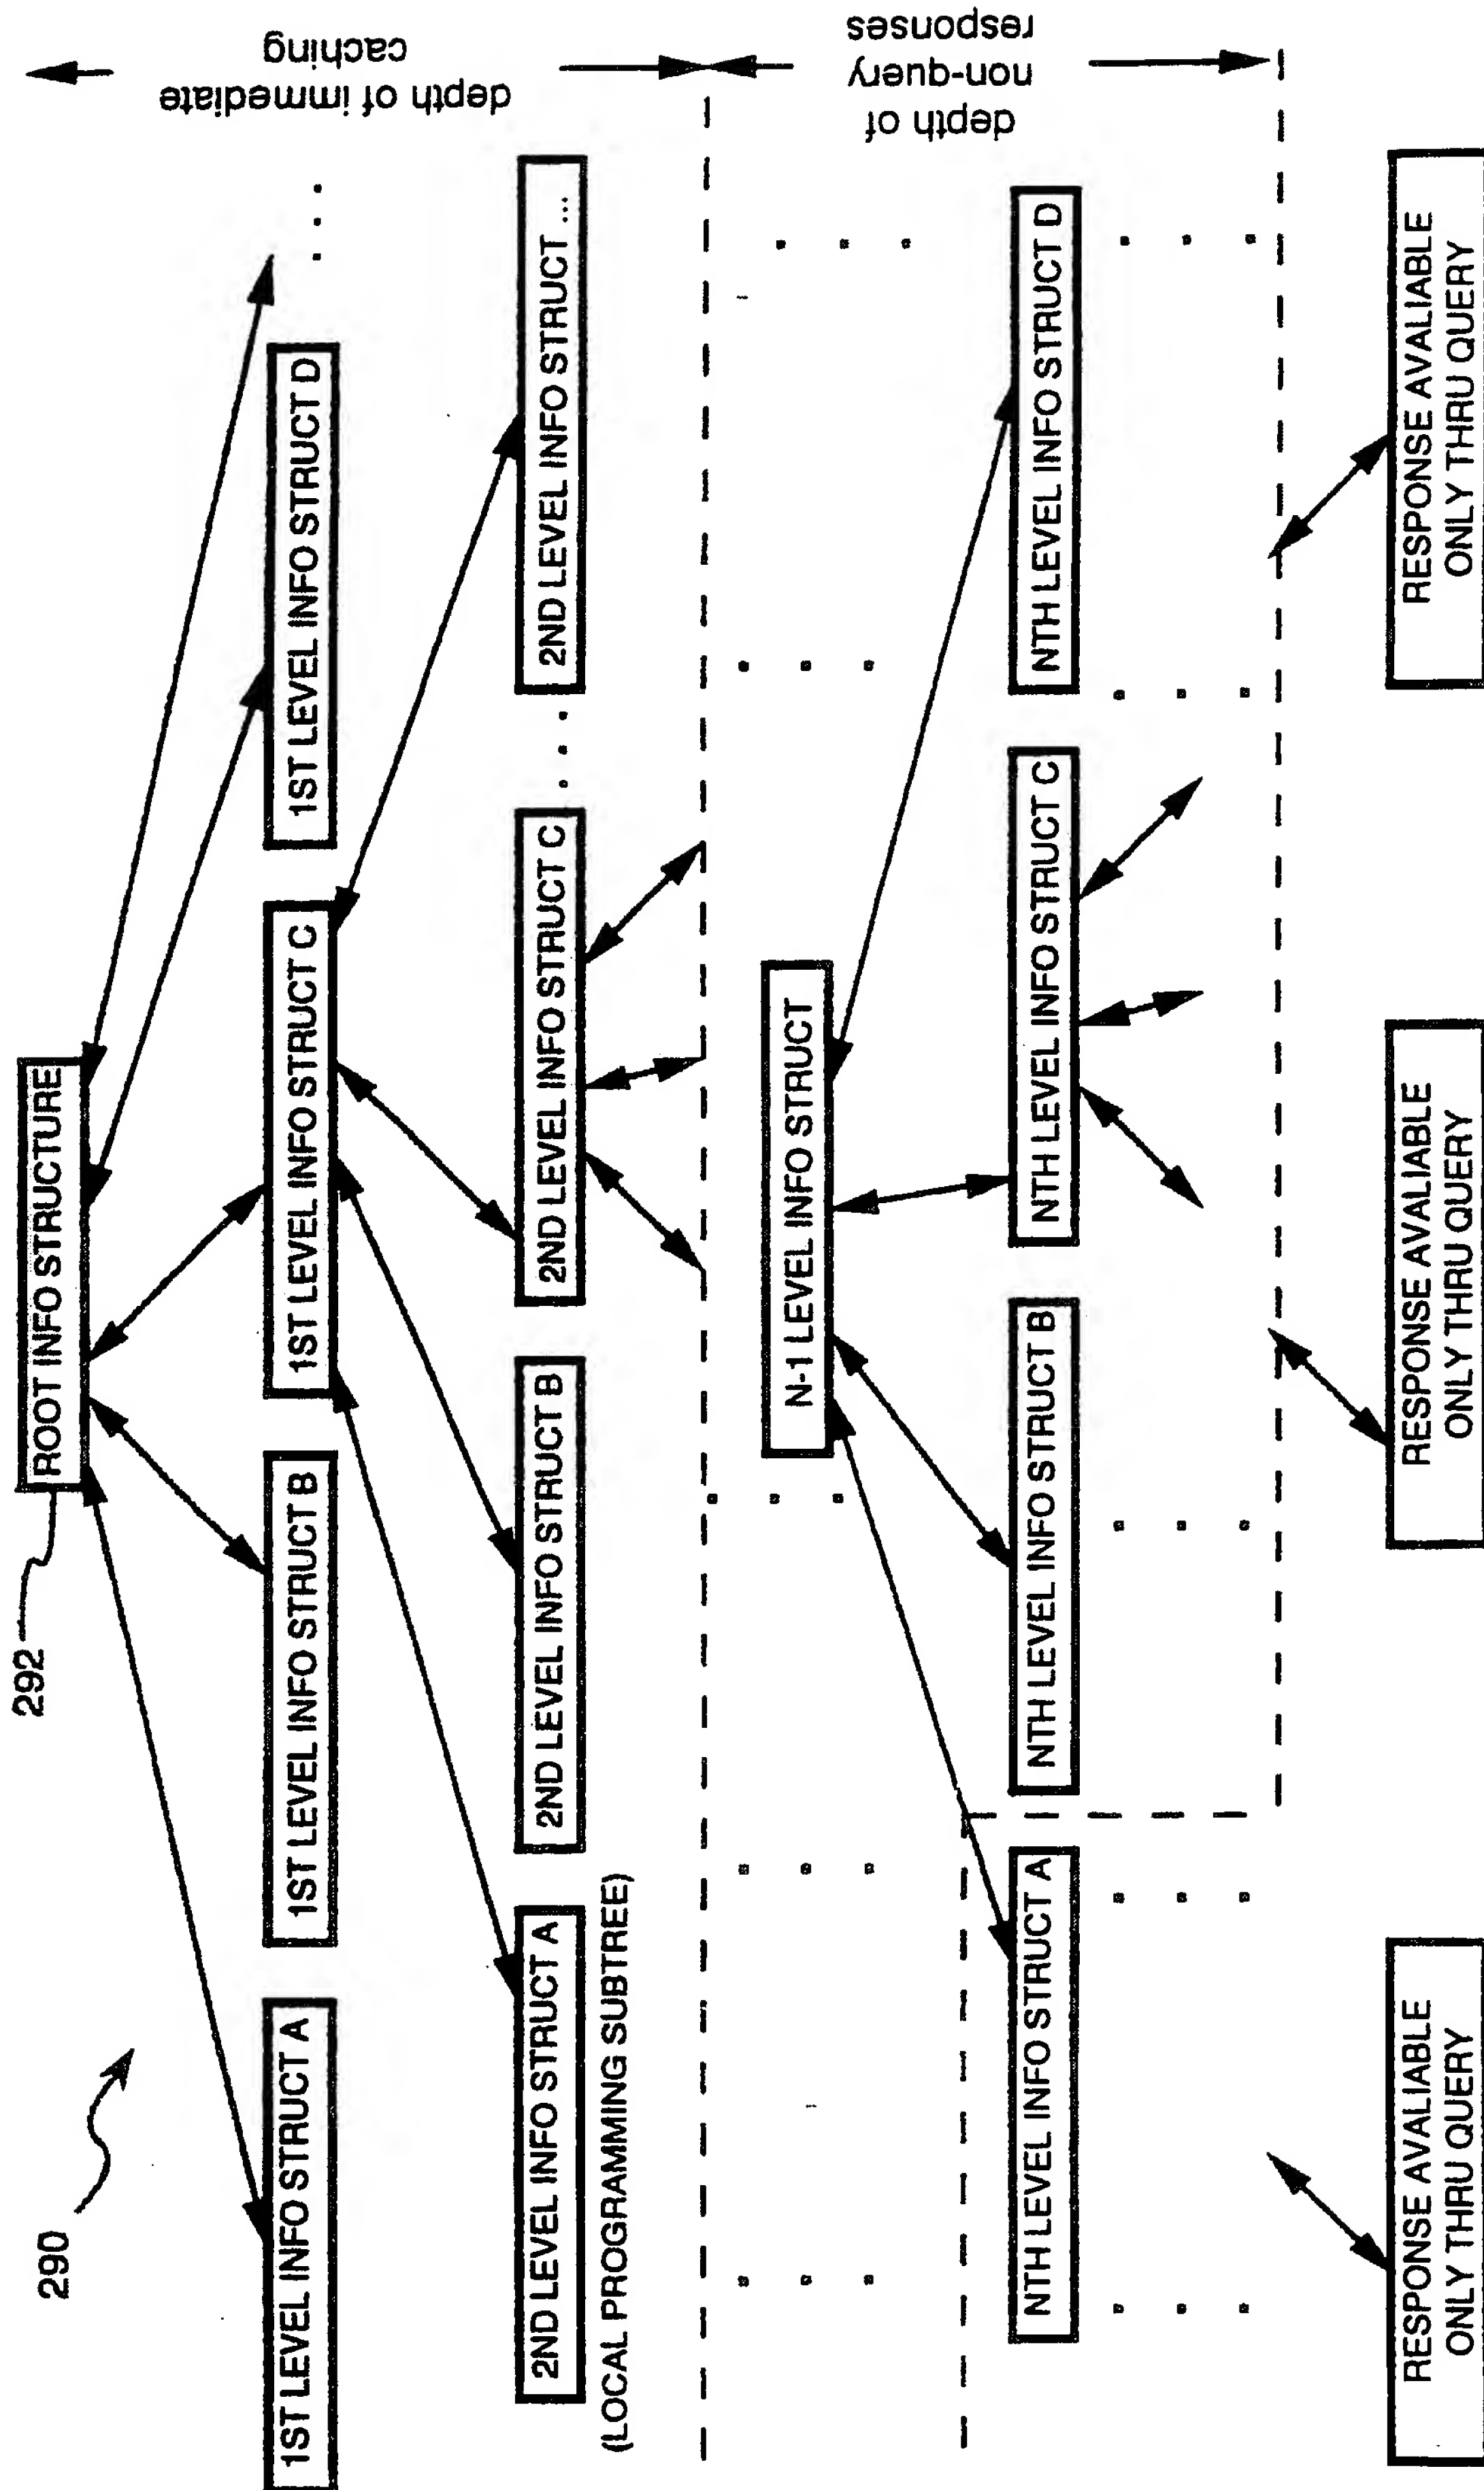 290
292
ROOT INFO STRUCTURE
1ST LEVEL INFO STRUCT A
1ST LEVEL INFO STRUCT B
1ST LEVEL INFO STRUCT C
1ST LEVEL INFO STRUCT D
. . .
depth of immediate
caching
2ND LEVEL INFO STRUCT A
(LOCAL PROGRAMMING SUBTREE)
2ND LEVEL INFO STRUCT B
2ND LEVEL INFO STRUCT C
. . .
2ND LEVEL INFO STRUCT ...
N-1 LEVEL INFO STRUCT
depth of
non-query
responses
NTH LEVEL INFO STRUCT A
NTH LEVEL INFO STRUCT B
NTH LEVEL INFO STRUCT C
NTH LEVEL INFO STRUCT D
RESPONSE AVALIABLE
ONLY THRU QUERY
RESPONSE AVALIABLE
ONLY THRU QUERY
RESPONSE AVALIABLE
ONLY THRU QUERY